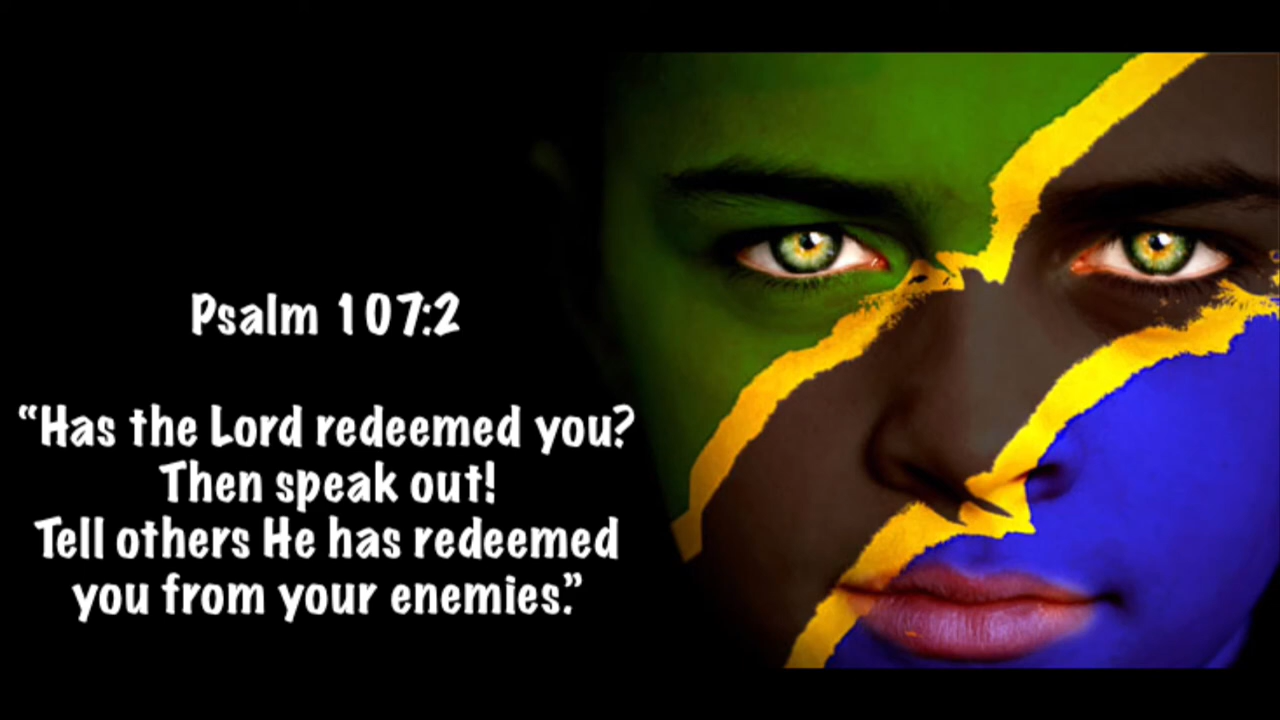 Psalm 107:2
“Has the Lord redeemed you?
Then speak out!
Tell others He has redeemed
you from your enemies.”